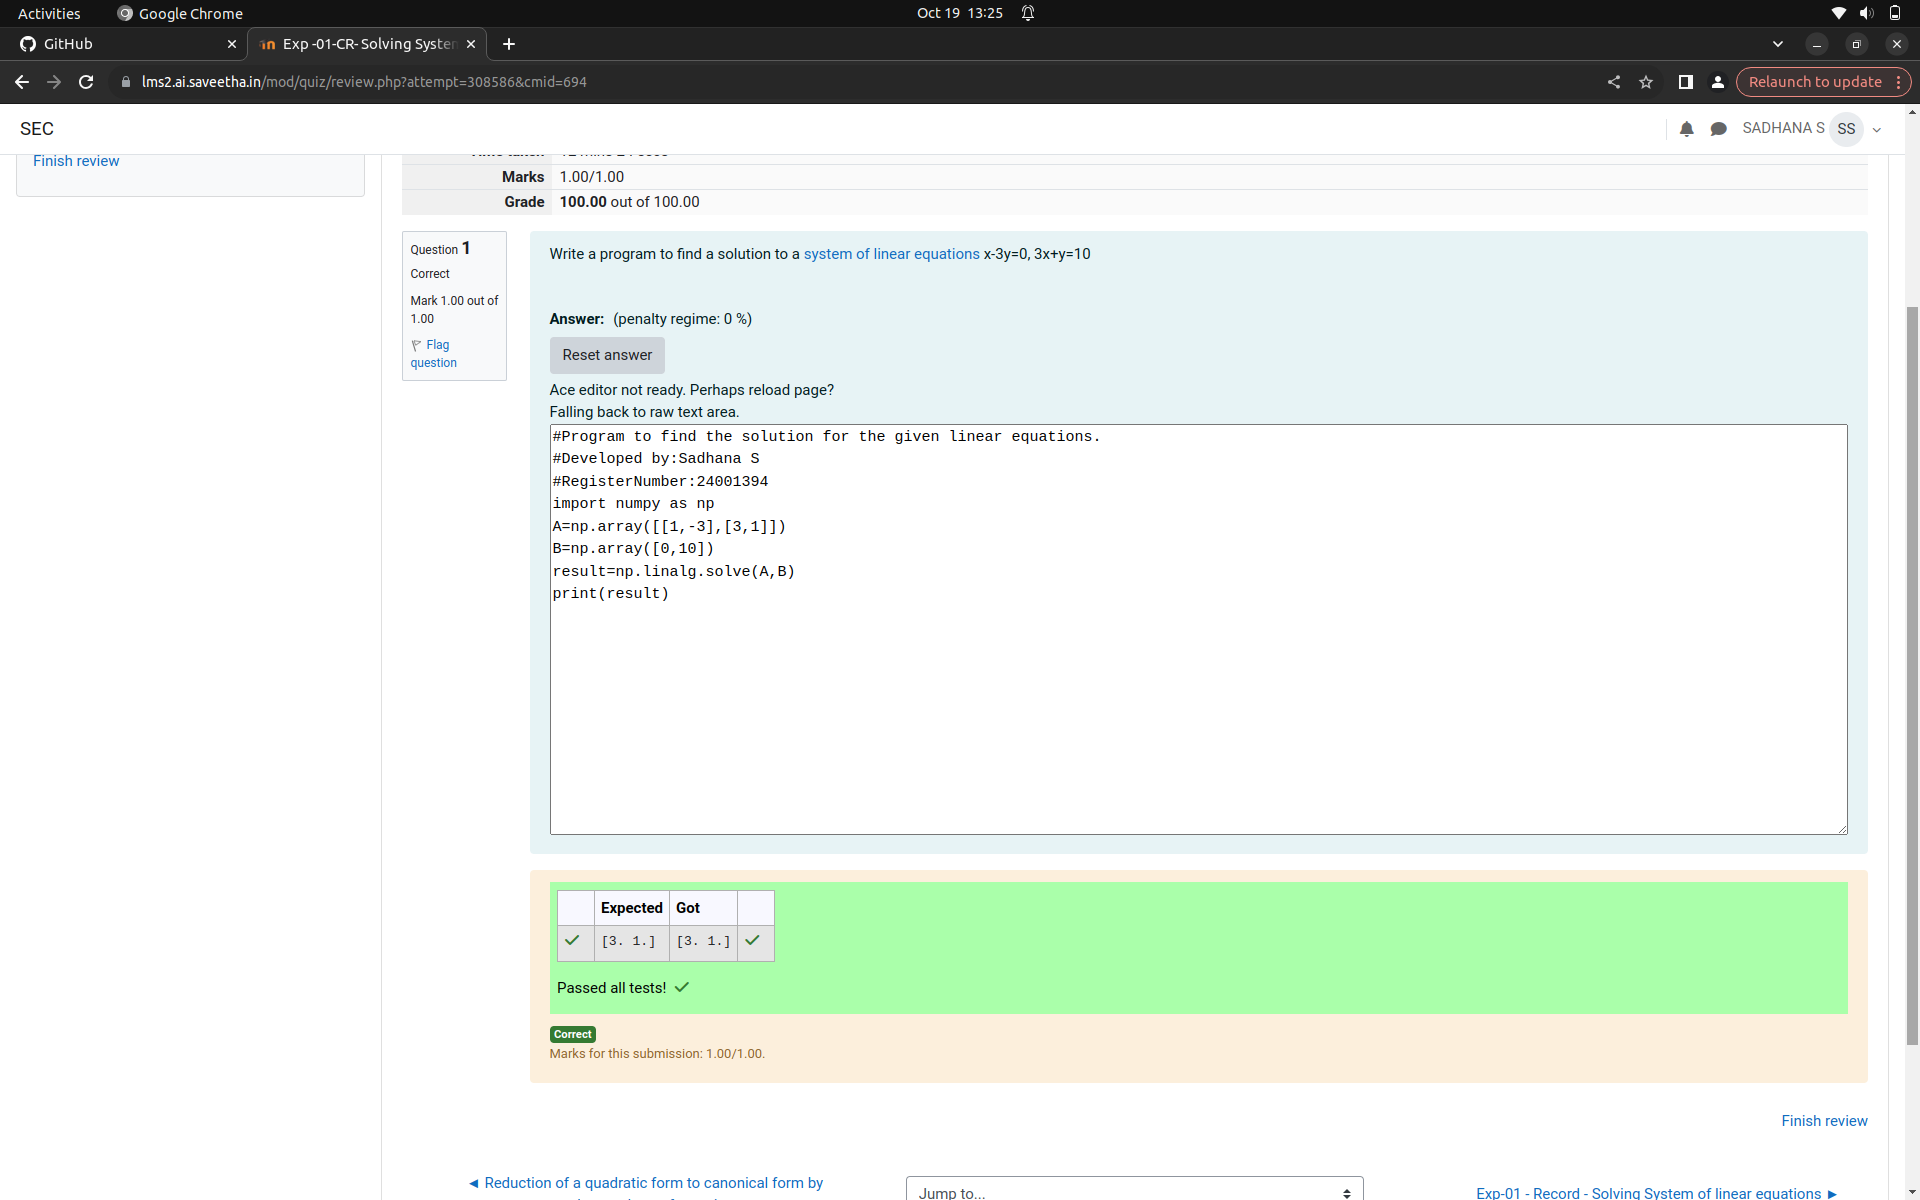 Activities
Google Chrome
Oct 19 13:25
GitHub
Exp -01-CR- Solving System
lms2.ai.saveetha.in/mod/quiz/review.php?attempt=308586&cmid=694
Relaunch to update
SEC
SADHANA S
SS
Finish review
Marks 1.00/1.00
Grade 100.00 out of 100.00
Question 1
Correct
Mark 1.00 out of
1.00
Flag
question
Write a program to find a solution to a system of linear equations x-3y=0, 3x+y=10
Answer: (penalty regime: 0 %)
Reset answer
Ace editor not ready. Perhaps reload page?
Falling back to raw text area.
#Program to find the solution for the given linear equations.
#Developed by:Sadhana S
#RegisterNumber:24001394
import numpy as np
A=np.array([[1,-3],[3,1]])
B=np.array([0,10])
result=np.linalg.solve(A,B)
print(result)
Expected Got
[3. 1.] [3. 1.]
Passed all tests!
Correct
Marks for this submission: 1.00/1.00.
Finish review
◄ Reduction of a quadratic form to canonical form by
Jump to...
Exp-01 - Record - Solving System of linear equations ►